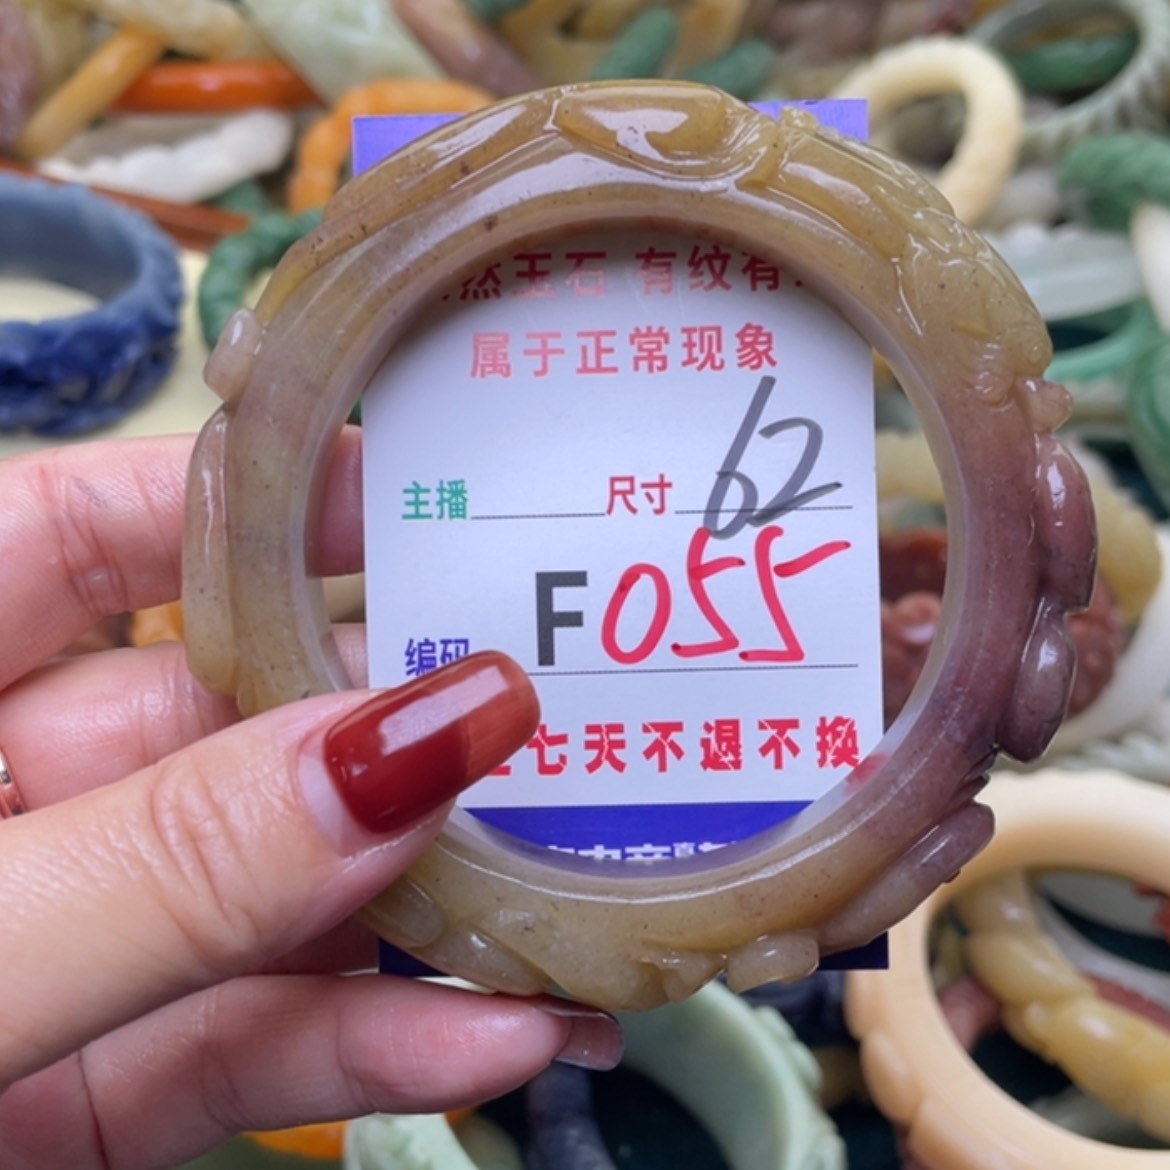 然玉石 有纹有
属于正常现象
主播 尺寸 62
编码 F055
七天不退不换